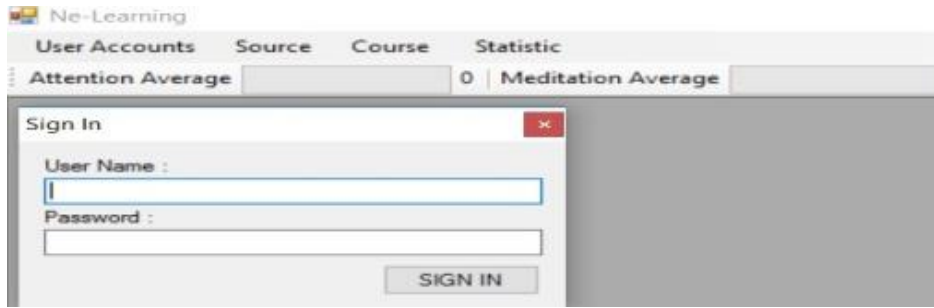 Ne-Learning
User Accounts Source Course Statistic
Attention Average 0 Meditation Average
Sign In
User Name :
Password :
SIGN IN